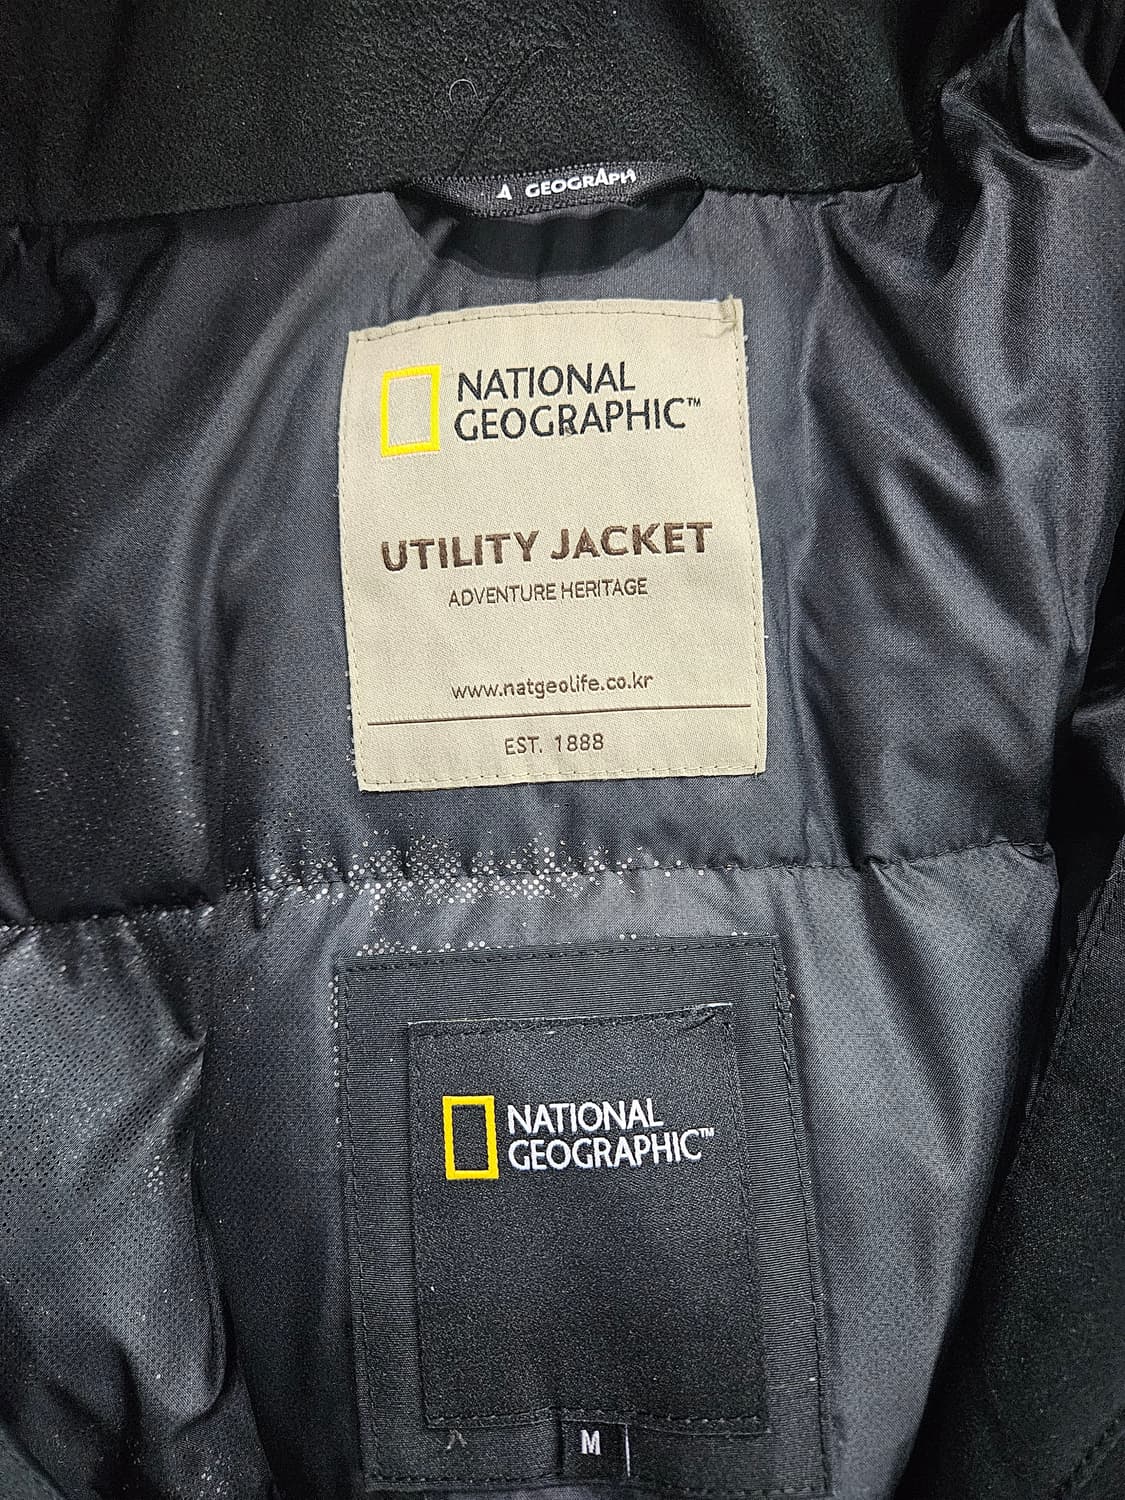 A GEOGRAPH
NATIONAL
GEOGRAPHIC™
UTILITY JACKET
ADVENTURE HERITAGE
www.natgeolife.co.kr
EST. 1888
NATIONAL
GEOGRAPHIC™
M